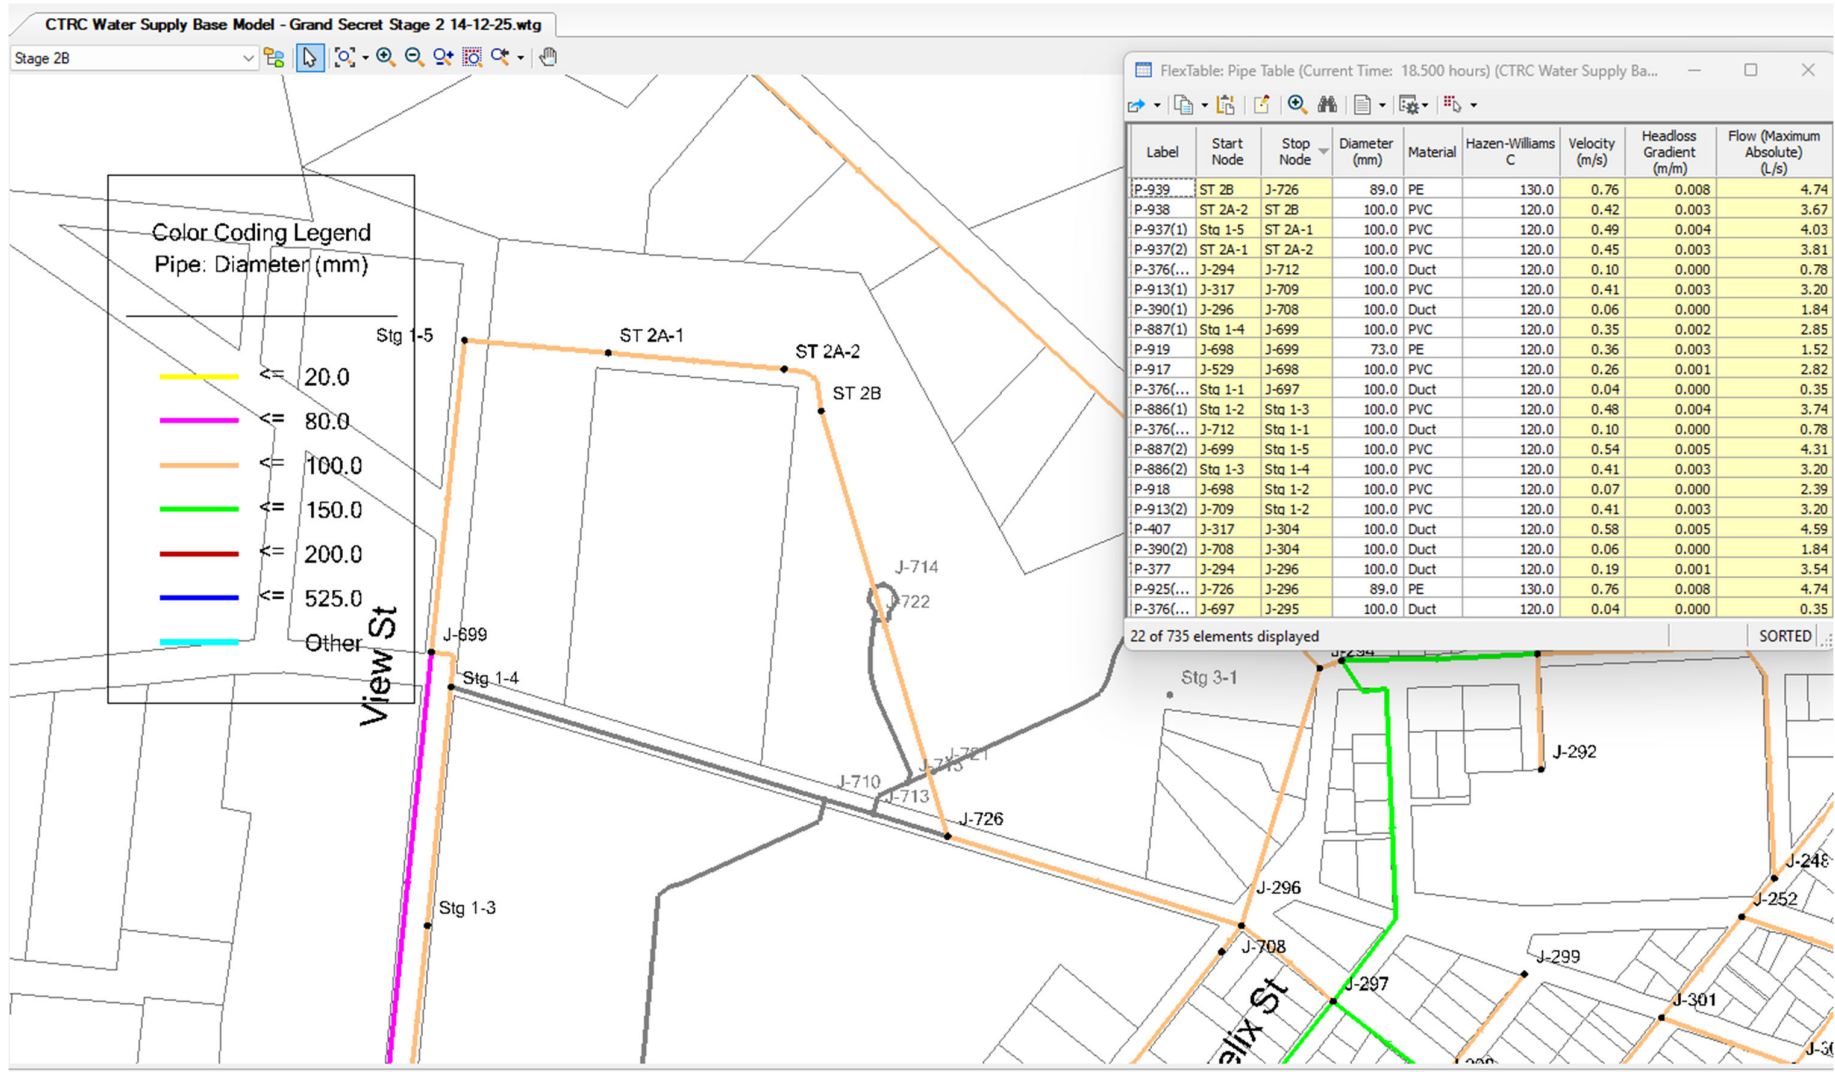 CTRC Water Supply Base Model - Grand Secret Stage 2 14-12-25.wtg
Stage 2B
FlexTable: Pipe Table (Current Time: 18.500 hours) (CTRC Water Supply Ba...
Label Start Node Stop Node Diameter (mm) Material Hazen-Williams C Velocity (m/s) Headloss Gradient (m/m) Flow (Maximum Absolute) (L/s)
P-939 ST 2B J-726 89.0 PE 130.0 0.76 0.008 4.74
P-938 ST 2A-2 ST 2B 100.0 PVC 120.0 0.42 0.003 3.67
P-937(1) Stg 1-5 ST 2A-1 100.0 PVC 120.0 0.49 0.004 4.03
P-937(2) ST 2A-1 ST 2A-2 100.0 PVC 120.0 0.45 0.003 3.81
P-376(... J-294 J-712 100.0 Duct 120.0 0.10 0.000 0.78
P-913(1) J-317 J-709 100.0 PVC 120.0 0.41 0.003 3.20
P-390(1) J-296 J-708 100.0 Duct 120.0 0.06 0.000 1.84
P-887(1) Stg 1-4 J-699 100.0 PVC 120.0 0.35 0.002 2.85
P-919 J-698 J-699 73.0 PE 120.0 0.36 0.003 1.52
P-917 J-529 J-698 100.0 PVC 120.0 0.26 0.001 2.82
P-376(... Stg 1-1 J-697 100.0 Duct 120.0 0.04 0.000 0.35
P-886(1) Stg 1-2 Stg 1-3 100.0 PVC 120.0 0.48 0.004 3.74
P-376(... J-712 Stg 1-1 100.0 Duct 120.0 0.10 0.000 0.78
P-887(2) J-699 Stg 1-5 100.0 PVC 120.0 0.54 0.005 4.31
P-886(2) Stg 1-3 Stg 1-4 100.0 PVC 120.0 0.41 0.003 3.20
P-918 J-698 Stg 1-2 100.0 PVC 120.0 0.07 0.000 2.39
P-913(2) J-709 Stg 1-2 100.0 PVC 120.0 0.41 0.003 3.20
P-407 J-317 J-304 100.0 Duct 120.0 0.58 0.005 4.59
P-390(2) J-708 J-304 100.0 Duct 120.0 0.06 0.000 1.84
P-377 J-294 J-296 100.0 Duct 120.0 0.19 0.001 3.54
P-925(... J-726 J-296 89.0 PE 130.0 0.76 0.008 4.74
P-376(... J-697 J-295 100.0 Duct 120.0 0.04 0.000 0.35
22 of 735 elements displayed SORTED
Color Coding Legend
Pipe: Diameter (mm)
<= 20.0
<= 80.0
<= 100.0
<= 150.0
<= 200.0
<= 525.0
Other
Stg 1-5
ST 2A-1
ST 2A-2
ST 2B
J-714
J-722
J-699
View St
Stg 1-4
J-294
Stg 3-1
J-292
J-721
J-710
J-713
J-726
J-248
J-296
J-252
Stg 1-3
J-708
J-299
J-297
J-301
elix St